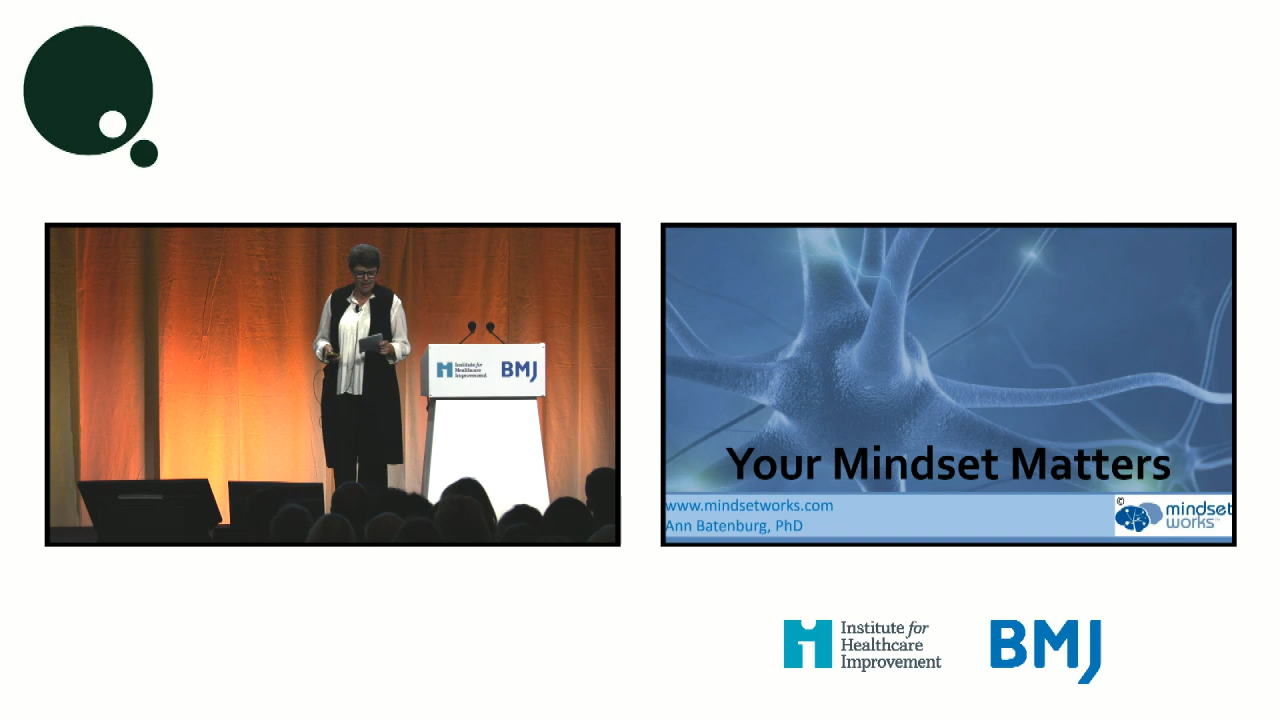 Institute for
Healthcare
Improvement
BMJ
Your Mindset Matters
www.mindsetworks.com
Ann Batenburg, PhD
©
mindset
works™
Institute for
Healthcare
Improvement
BMJ